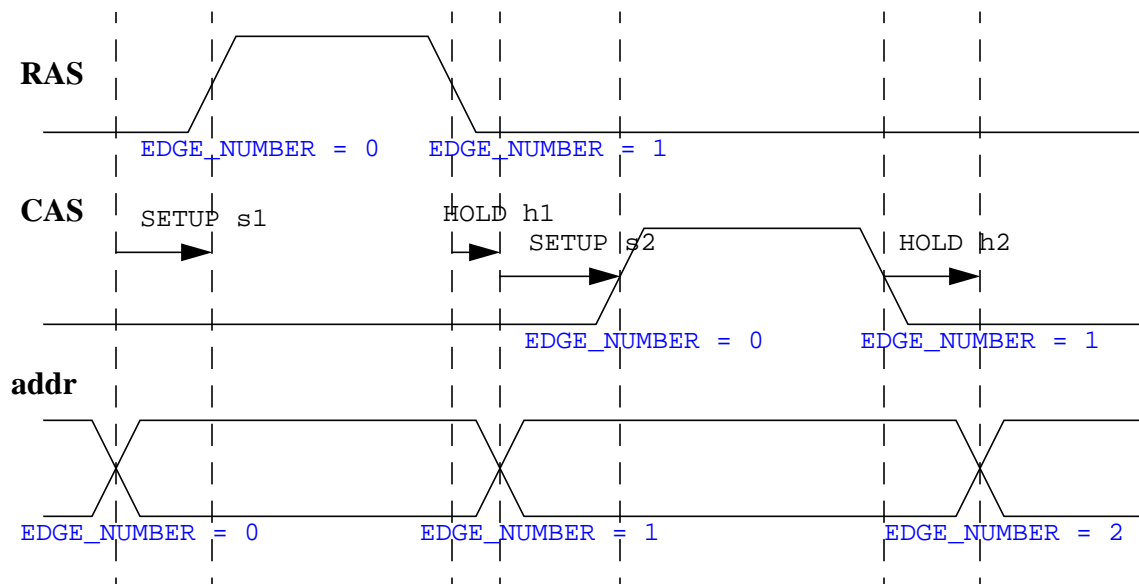 RAS
EDGE_NUMBER = 0 EDGE_NUMBER = 1
CAS
SETUP s1 HOLD h1
SETUP s2 HOLD h2
EDGE_NUMBER = 0 EDGE_NUMBER = 1
addr
EDGE_NUMBER = 0 EDGE_NUMBER = 1 EDGE_NUMBER = 2